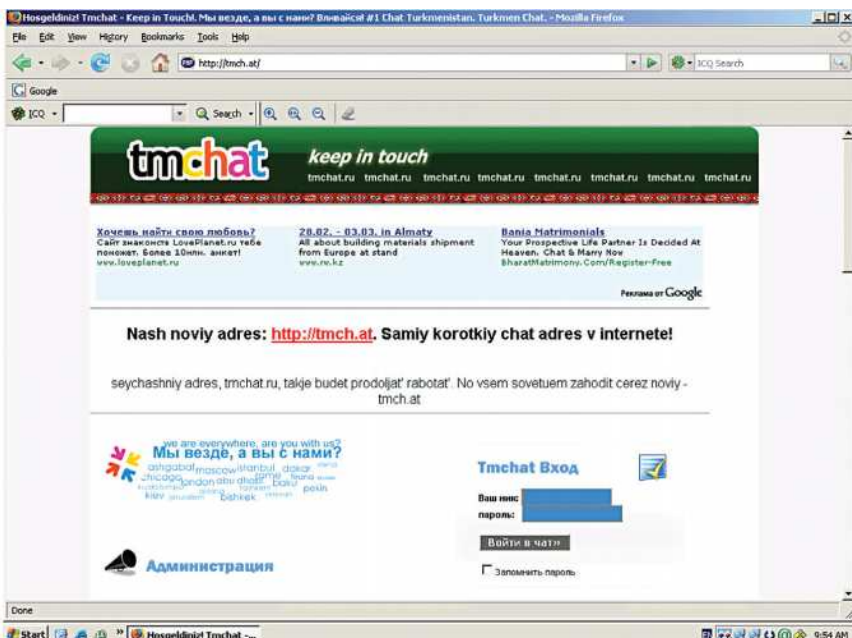 Hosgeldiniz! Tmchat - Keep in Touch!. Мы везде, а вы с нами? Вливайся! #1 Chat Turkmenistan. Turkmen Chat. - Mozilla Firefox
File Edit View History Bookmarks Tools Help
http://tmch.at/
ICQ Search
Google
ICQ
Search
tmchat
keep in touch
tmchat.ru tmchat.ru tmchat.ru tmchat.ru tmchat.ru tmchat.ru tmchat.ru tmchat.ru
Хочешь найти свою любовь?
Сайт знакомств LovePlanet.ru тебе
поможет. Более 10млн. анкет!
www.loveplanet.ru
28.02. - 03.03. in Almaty
All about building materials shipment
from Europe at stand
www.rv.kz
Bania Matrimonials
Your Prospective Life Partner Is Decided At
Heaven. Chat & Marry Now
BharatMatrimony.Com/Register-Free
Реклама от Google
Nash noviy adres: http://tmch.at. Samiy korotkiy chat adres v internete!
seychashniy adres, tmchat.ru, takje budet prodoljat' rabotat'. No vsem sovetuem zahodit cerez noviy -
tmch.at
we are everywhere, are you with us?
Мы везде, а вы с нами?
ashgabat moscow istanbul dakar
chicago london abu dhabi rome baku
pekin
kiev bishkek
Tmchat Вход
Ваш ник:
пароль:
Войти в чат»
Запомнить пароль
Администрация
Done
Start
Hosgeldiniz! Tmchat -...
9:54 AM